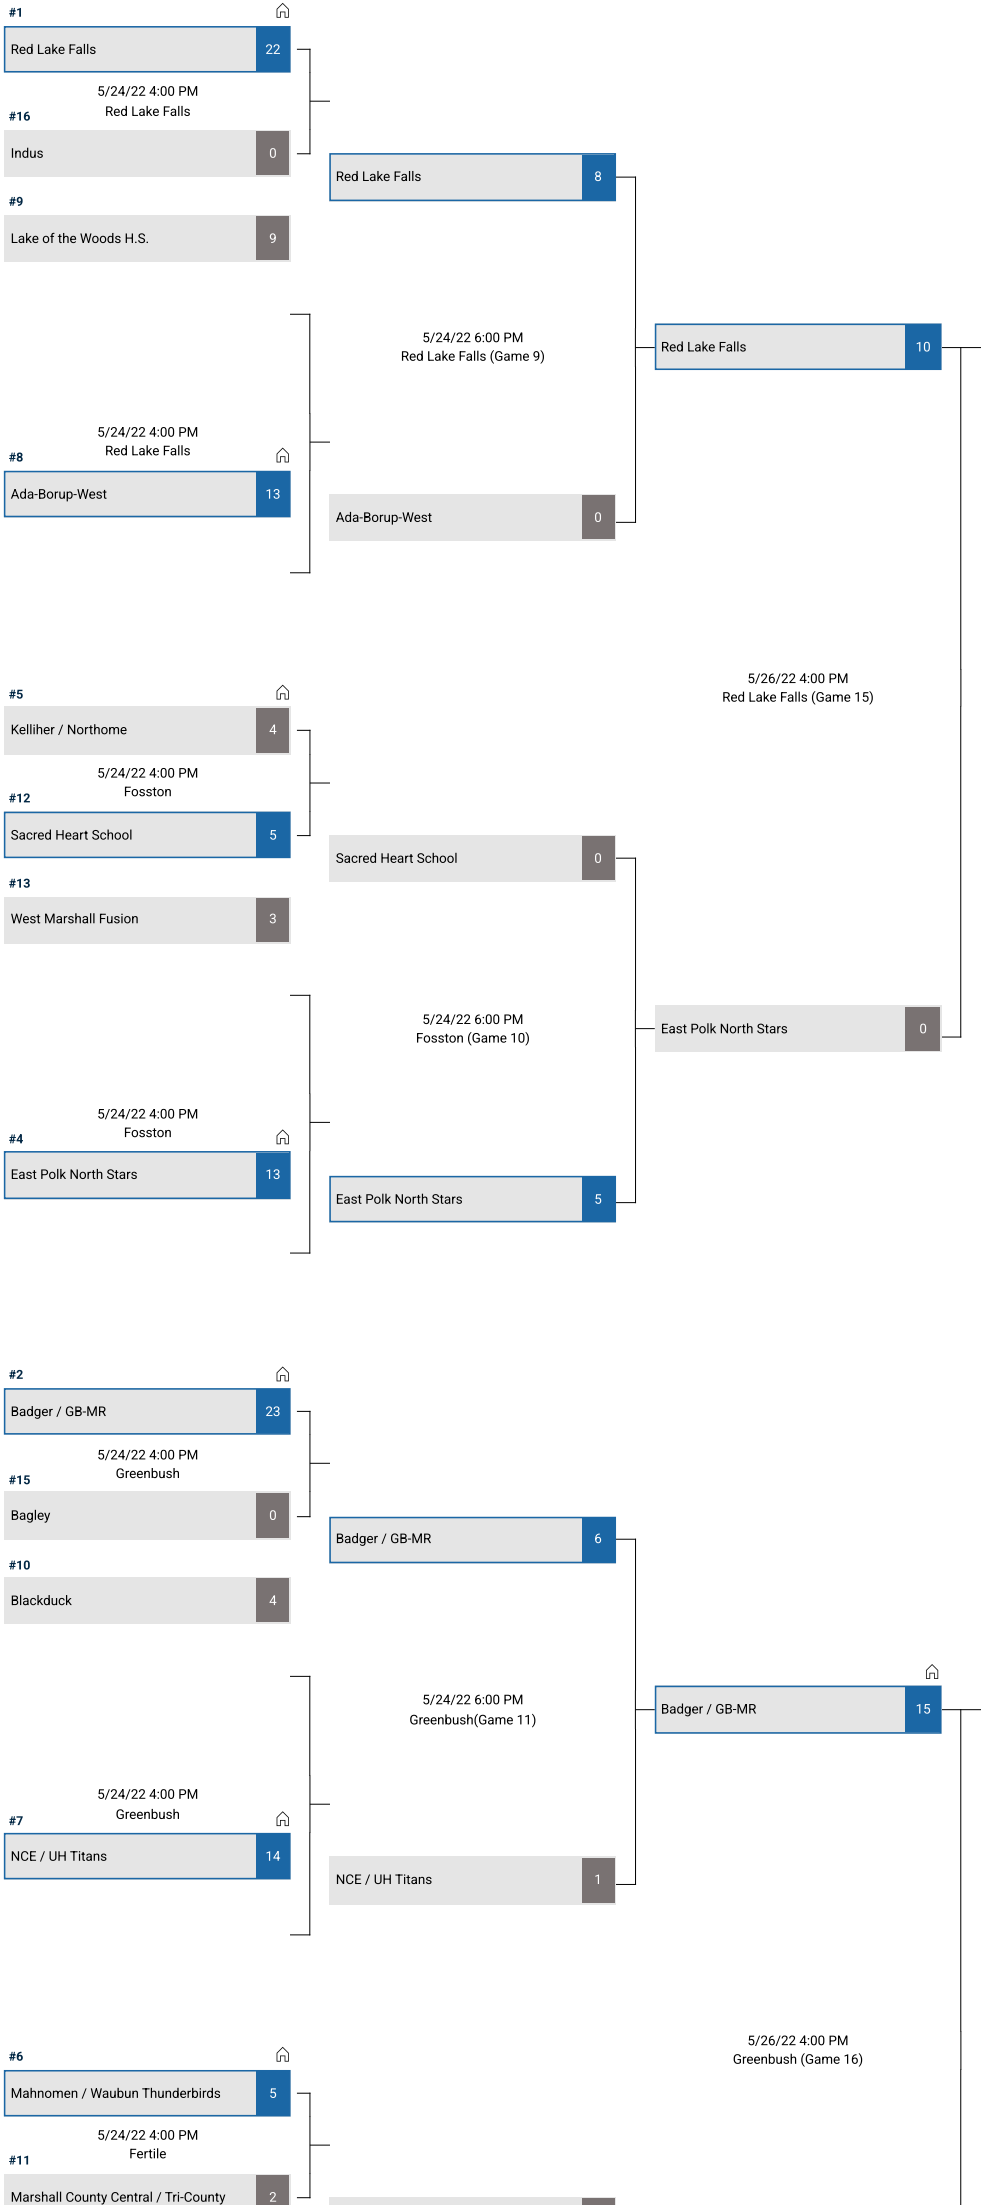 #1
Red Lake Falls 22
5/24/22 4:00 PM
Red Lake Falls
#16
Indus 0
Red Lake Falls 8
#9
Lake of the Woods H.S. 9
5/24/22 6:00 PM
Red Lake Falls (Game 9)
Red Lake Falls 10
5/24/22 4:00 PM
Red Lake Falls
#8
Ada-Borup-West 13
Ada-Borup-West 0
5/26/22 4:00 PM
Red Lake Falls (Game 15)
#5
Kelliher / Northome 4
5/24/22 4:00 PM
Fosston
#12
Sacred Heart School 5
Sacred Heart School 0
#13
West Marshall Fusion 3
5/24/22 6:00 PM
Fosston (Game 10)
East Polk North Stars 0
5/24/22 4:00 PM
Fosston
#4
East Polk North Stars 13
East Polk North Stars 5
#2
Badger / GB-MR 23
5/24/22 4:00 PM
Greenbush
#15
Bagley 0
Badger / GB-MR 6
#10
Blackduck 4
5/24/22 6:00 PM
Greenbush(Game 11)
Badger / GB-MR 15
5/24/22 4:00 PM
Greenbush
#7
NCE / UH Titans 14
NCE / UH Titans 1
5/26/22 4:00 PM
Greenbush (Game 16)
#6
Mahnomen / Waubun Thunderbirds 5
5/24/22 4:00 PM
Fertile
#11
Marshall County Central / Tri-County 2